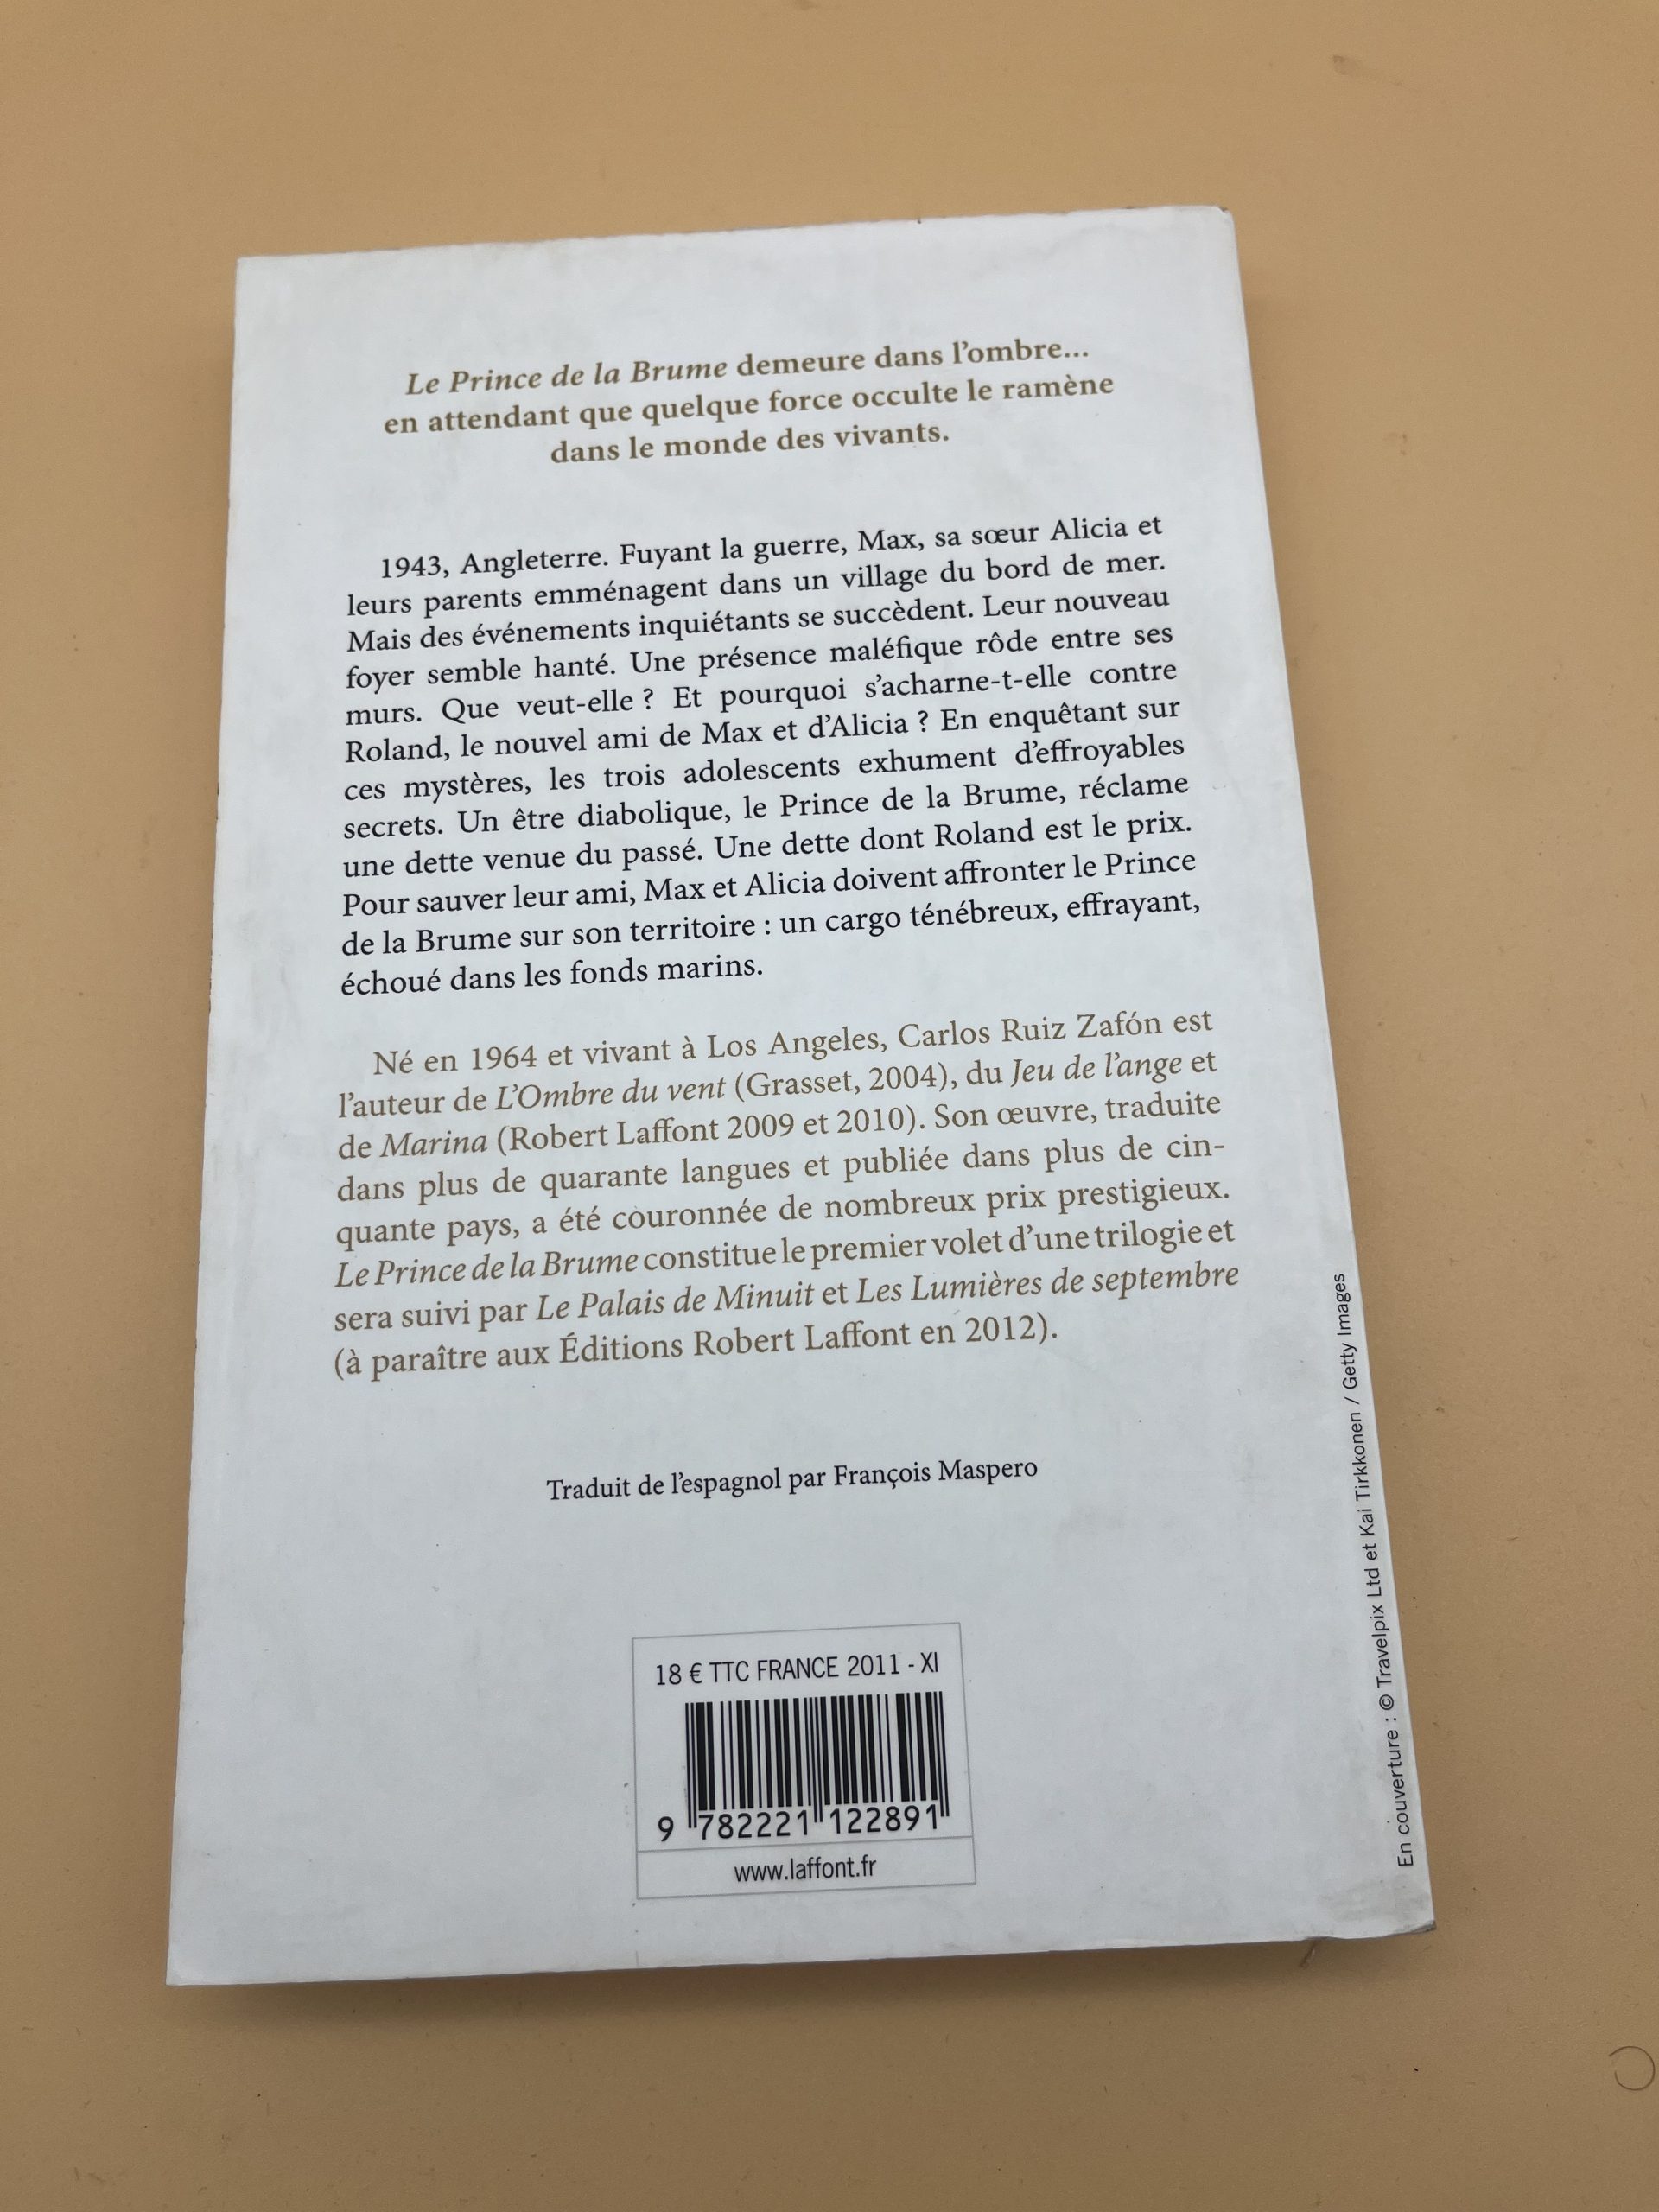 Le Prince de la Brume demeure dans l'ombre...
en attendant que quelque force occulte le ramène
dans le monde des vivants.
1943, Angleterre. Fuyant la guerre, Max, sa sœur Alicia et
leurs parents emménagent dans un village du bord de mer.
Mais des événements inquiétants se succèdent. Leur nouveau
foyer semble hanté. Une présence maléfique rôde entre ses
murs. Que veut-elle ? Et pourquoi s'acharne-t-elle contre
Roland, le nouvel ami de Max et d'Alicia ? En enquêtant sur
ces mystères, les trois adolescents exhument d'effroyables
secrets. Un être diabolique, le Prince de la Brume, réclame
une dette venue du passé. Une dette dont Roland est le prix.
Pour sauver leur ami, Max et Alicia doivent affronter le Prince
de la Brume sur son territoire : un cargo ténébreux, effrayant,
échoué dans les fonds marins.
Né en 1964 et vivant à Los Angeles, Carlos Ruiz Zafón est
l'auteur de L'Ombre du vent (Grasset, 2004), du Jeu de l'ange et
de Marina (Robert Laffont 2009 et 2010). Son œuvre, traduite
dans plus de quarante langues et publiée dans plus de cin-
quante pays, a été couronnée de nombreux prix prestigieux.
Le Prince de la Brume constitue le premier volet d'une trilogie et
sera suivi par Le Palais de Minuit et Les Lumières de septembre
(à paraître aux Éditions Robert Laffont en 2012).
Traduit de l'espagnol par François Maspero
18 € TTC FRANCE 2011 - XI
9 782221 122891
www.laffont.fr
En couverture : © Travelpix Ltd et Kai Tirkkonen / Getty Images